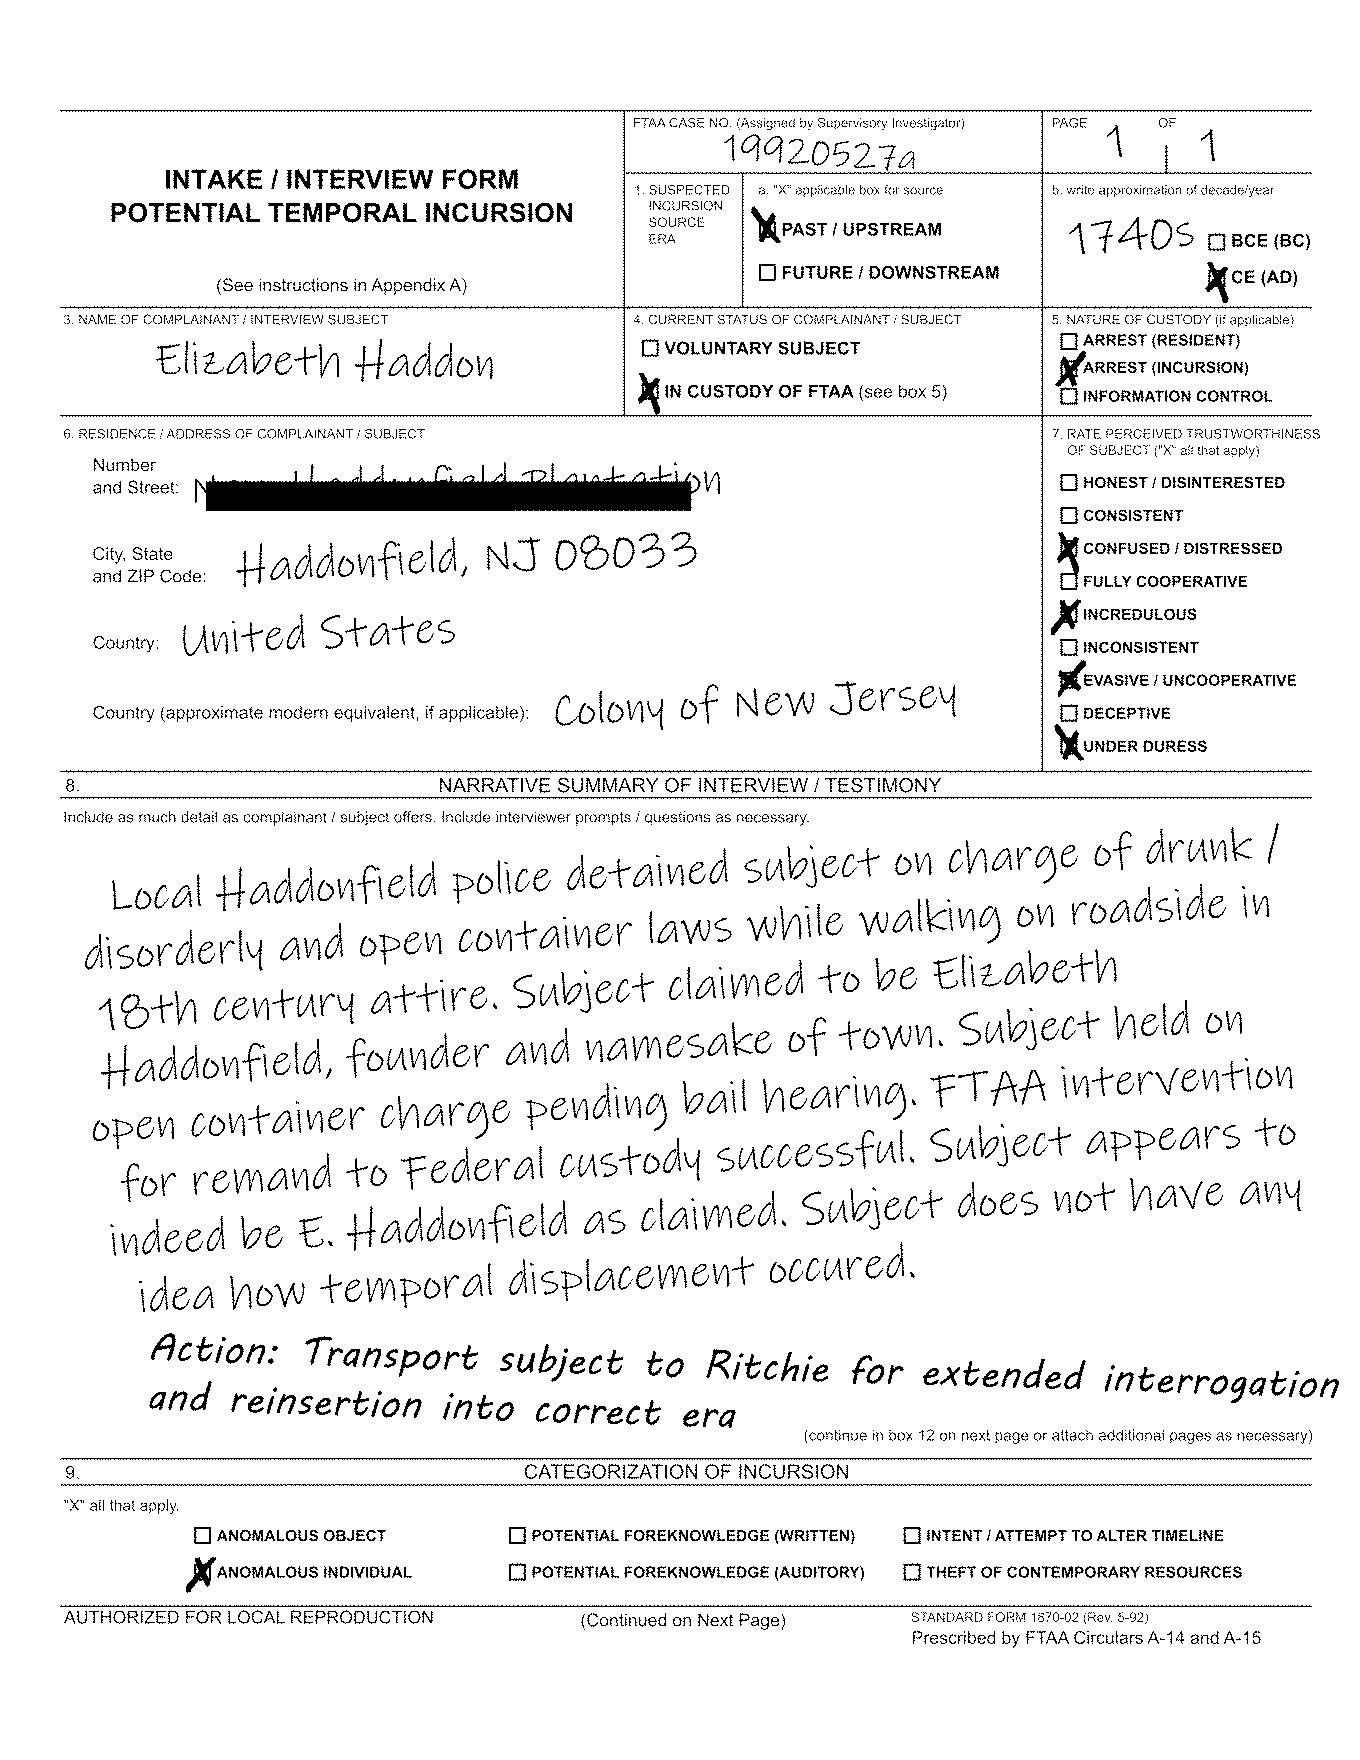 FTAA CASE NO. (Assigned by Supervisory Investigator)
19920527a
PAGE 1 OF 1
INTAKE / INTERVIEW FORM
POTENTIAL TEMPORAL INCURSION
(See instructions in Appendix A)
1. SUSPECTED
INCURSION
SOURCE
ERA
a. "X" applicable box for source
X PAST / UPSTREAM
FUTURE / DOWNSTREAM
b. write approximation of decade/year
1740s
BCE (BC)
X CE (AD)
3. NAME OF COMPLAINANT / INTERVIEW SUBJECT
Elizabeth Haddon
4. CURRENT STATUS OF COMPLAINANT / SUBJECT
VOLUNTARY SUBJECT
X IN CUSTODY OF FTAA (see box 5)
5. NATURE OF CUSTODY (if applicable)
ARREST (RESIDENT)
X ARREST (INCURSION)
INFORMATION CONTROL
6. RESIDENCE / ADDRESS OF COMPLAINANT / SUBJECT
Number
and Street: Haddonfield Plantation
City, State
and ZIP Code: Haddonfield, NJ 08033
Country: United States
Country (approximate modern equivalent, if applicable): Colony of New Jersey
7. RATE PERCEIVED TRUSTWORTHINESS
OF SUBJECT ("X" all that apply)
HONEST / DISINTERESTED
CONSISTENT
X CONFUSED / DISTRESSED
FULLY COOPERATIVE
X INCREDULOUS
INCONSISTENT
X EVASIVE / UNCOOPERATIVE
DECEPTIVE
X UNDER DURESS
8. NARRATIVE SUMMARY OF INTERVIEW / TESTIMONY
Include as much detail as complainant / subject offers. Include interviewer prompts / questions as necessary.
Local Haddonfield police detained subject on charge of drunk /
disorderly and open container laws while walking on roadside in
18th century attire. Subject claimed to be Elizabeth
Haddonfield, founder and namesake of town. Subject held on
open container charge pending bail hearing. FTAA intervention
for remand to Federal custody successful. Subject appears to
indeed be E. Haddonfield as claimed. Subject does not have any
idea how temporal displacement occured.
Action: Transport subject to Ritchie for extended interrogation
and reinsertion into correct era
(continue in box 12 on next page or attach additional pages as necessary)
9. CATEGORIZATION OF INCURSION
"X" all that apply.
ANOMALOUS OBJECT
POTENTIAL FOREKNOWLEDGE (WRITTEN)
INTENT / ATTEMPT TO ALTER TIMELINE
X ANOMALOUS INDIVIDUAL
POTENTIAL FOREKNOWLEDGE (AUDITORY)
THEFT OF CONTEMPORARY RESOURCES
AUTHORIZED FOR LOCAL REPRODUCTION
(Continued on Next Page)
STANDARD FORM 1670-02 (Rev. 5-92)
Prescribed by FTAA Circulars A-14 and A-15